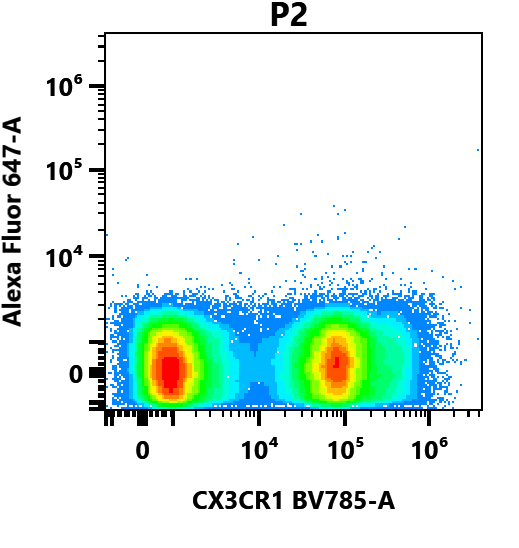 P2
Alexa Fluor 647-A
10⁶
10⁵
10⁴
0
0 10⁴ 10⁵ 10⁶
CX3CR1 BV785-A